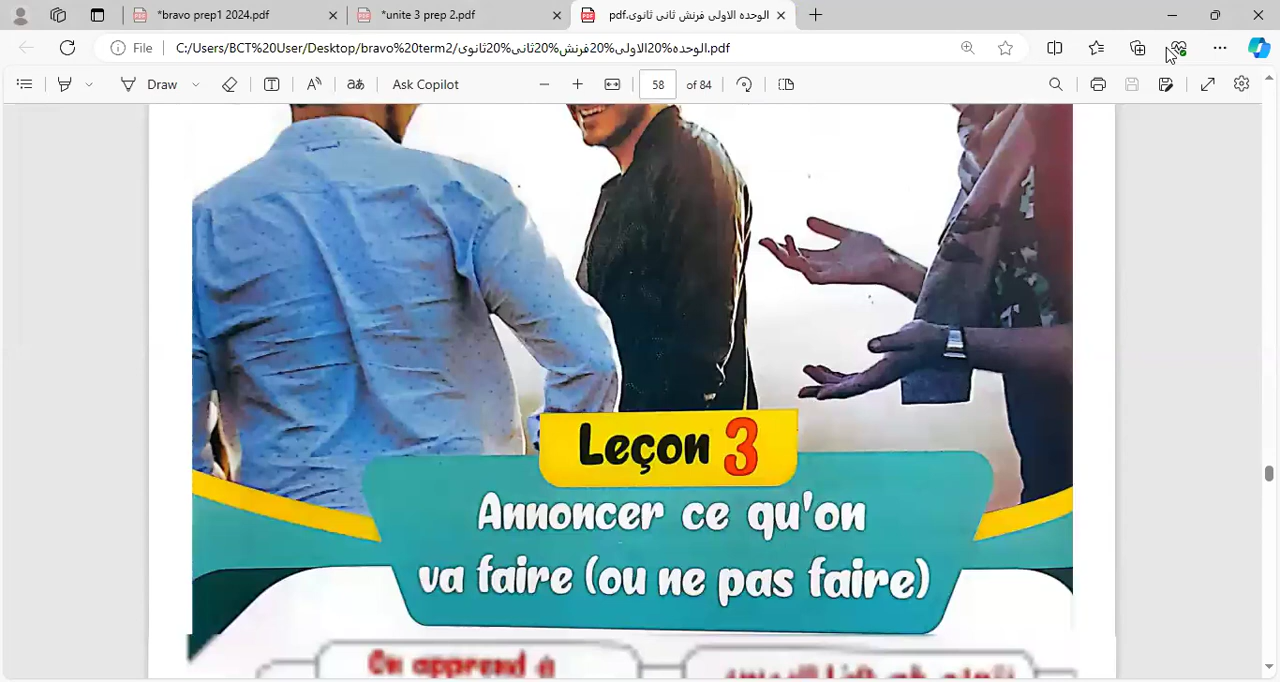 *bravo prep1 2024.pdf
*unite 3 prep 2.pdf
الوحده الاولى فرنش ثانى ثانوى.pdf
File
C:/Users/BCT%20User/Desktop/bravo%20term2/الوحده%20الاولى%20فرنش%20ثانى%20ثانوى.pdf
Draw
aあ
Ask Copilot
58
of 84
Leçon 3
Annoncer ce qu'on
va faire (ou ne pas faire)
On apprend à